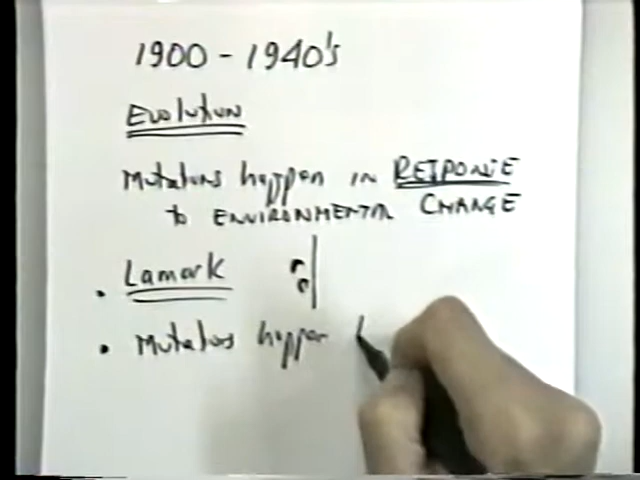 1900 - 1940's
Evolution
Mutations happen in RESPONSE
to ENVIRONMENTAL CHANGE
• Lamark
• Mutations happen